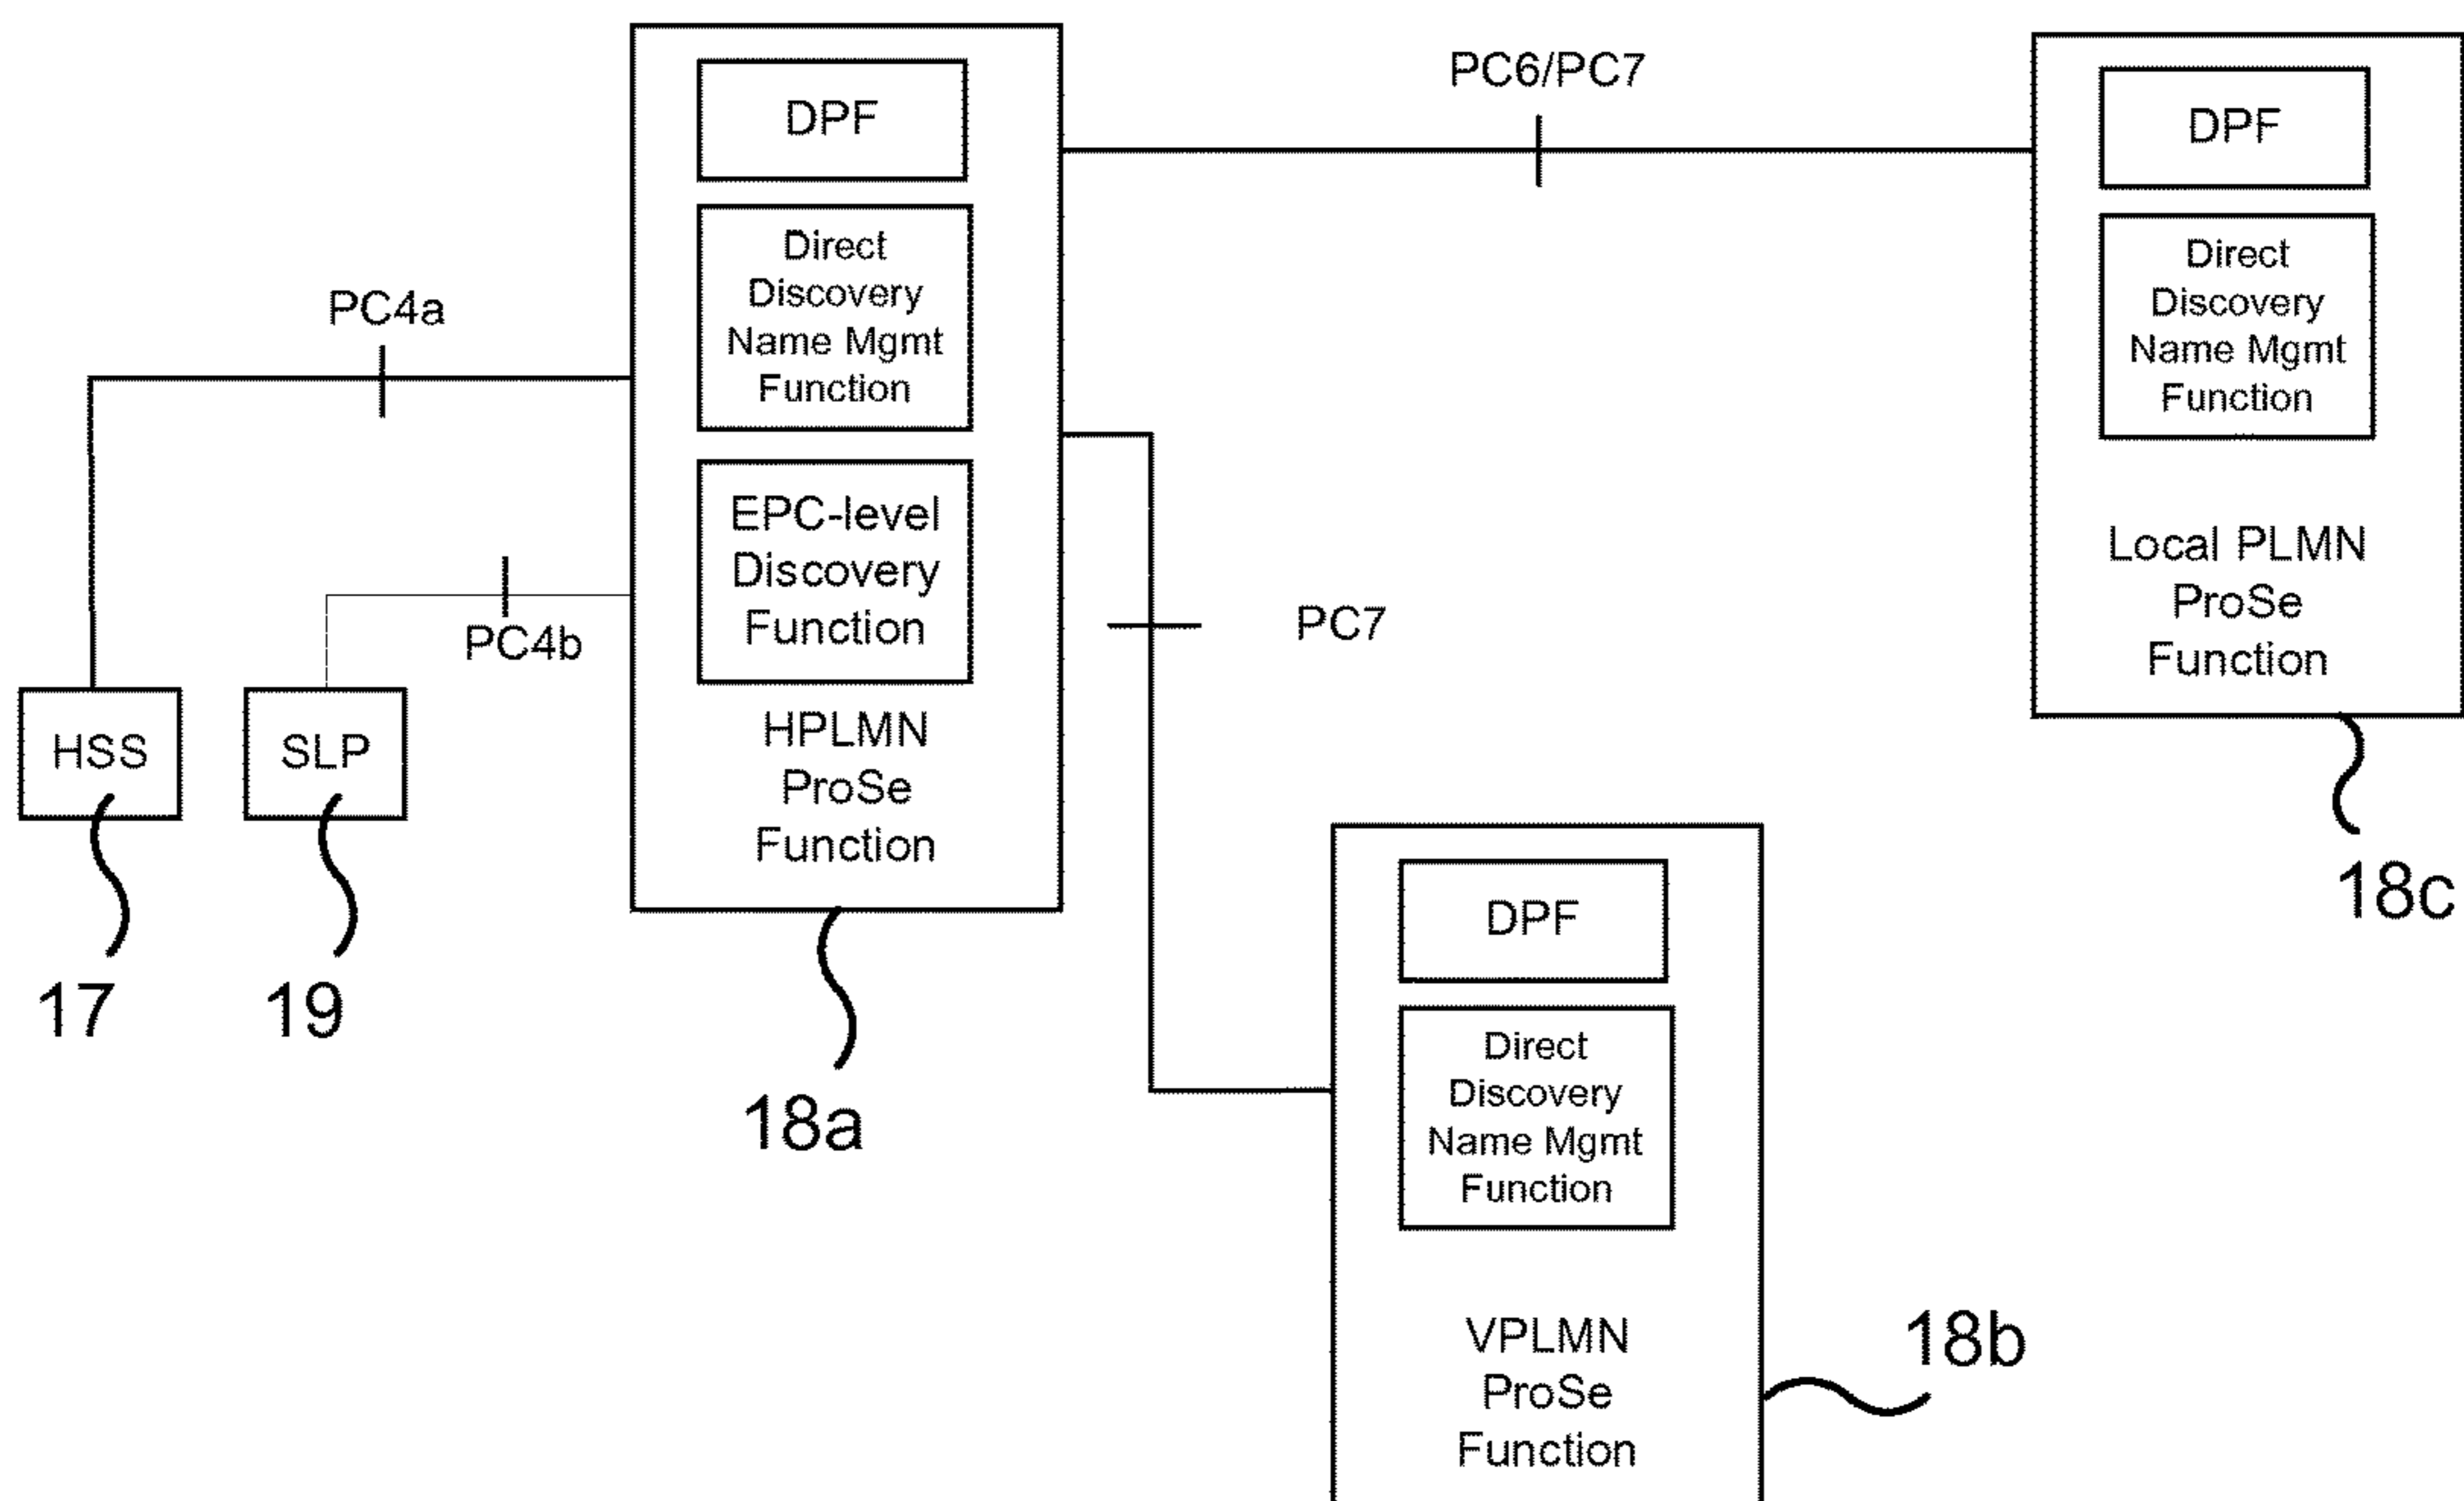 DPF
Direct
Discovery
Name Mgmt
Function
EPC-level
Discovery
Function
HPLMN
ProSe
Function
18a
PC4a
PC4b
HSS
17
SLP
19
PC6/PC7
PC7
DPF
Direct
Discovery
Name Mgmt
Function
Local PLMN
ProSe
Function
18c
DPF
Direct
Discovery
Name Mgmt
Function
VPLMN
ProSe
Function
18b